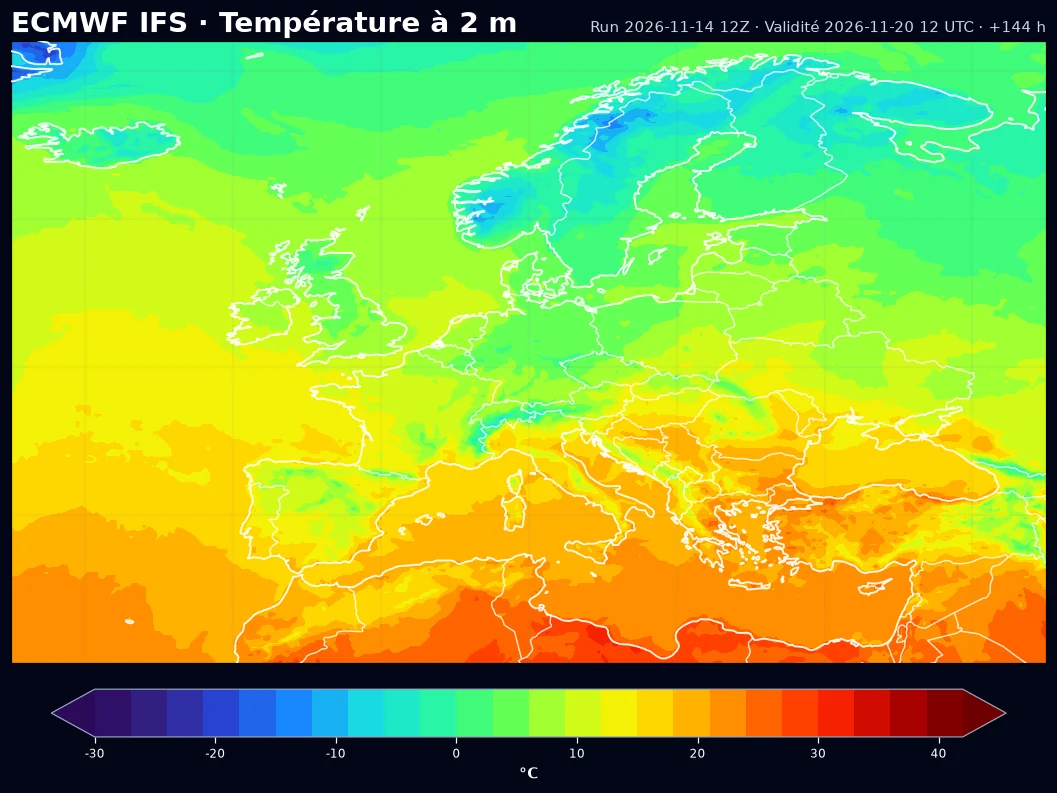 ECMWF IFS · Température à 2 m
Run 2026-11-14 12Z · Validité 2026-11-20 12 UTC · +144 h
-30 -20 -10 0 10 20 30 40
°C